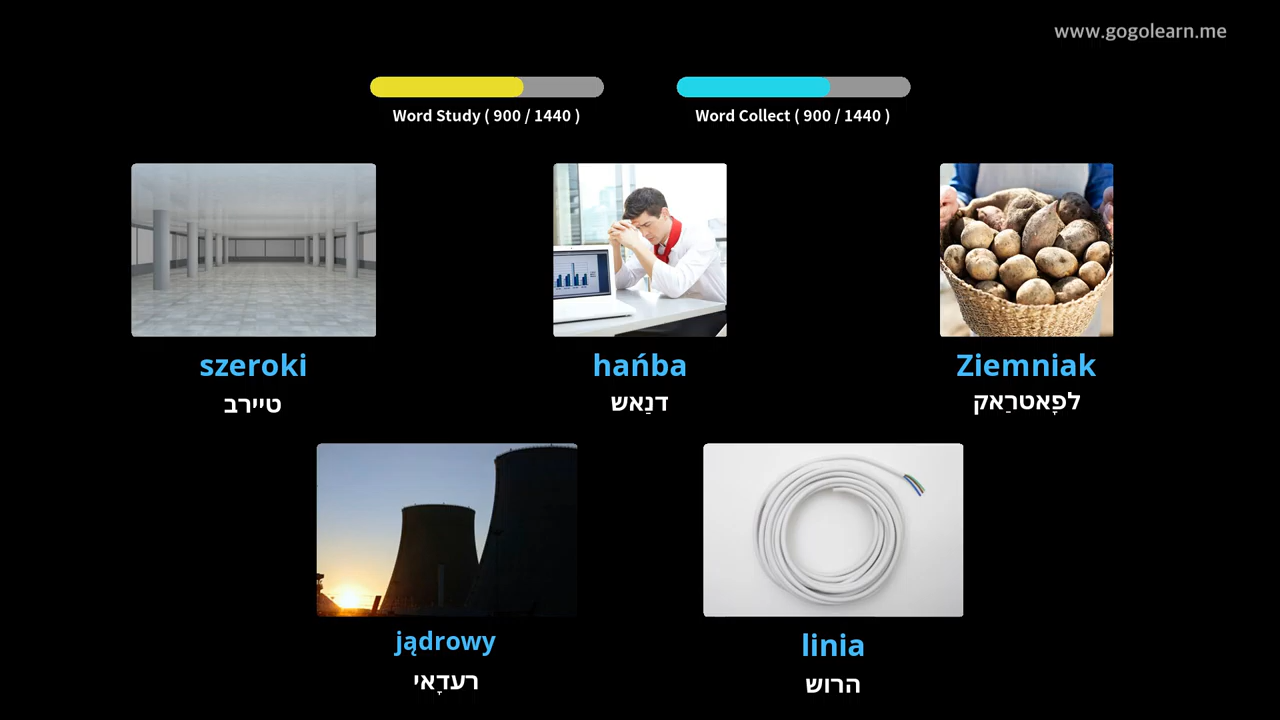 www.gogolearn.me
Word Study ( 900 / 1440 )
Word Collect ( 900 / 1440 )
szeroki
טיירב
hańba
דנַאש
Ziemniak
לפָאטרַאק
jądrowy
רעדָאי
linia
הרוש